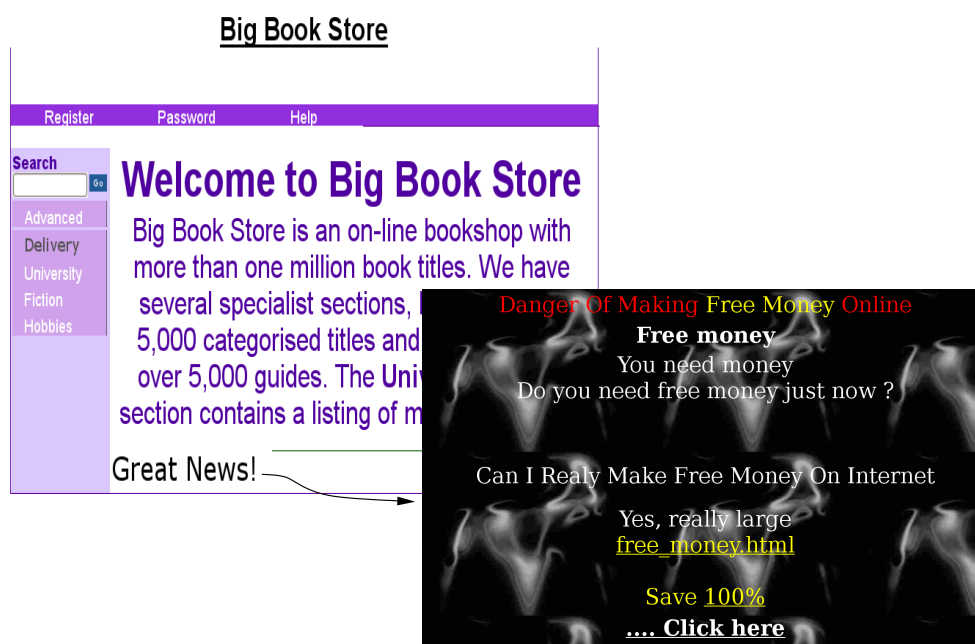 Big Book Store
Register Password Help
Search
Go
Advanced
Delivery
University
Fiction
Hobbies
Welcome to Big Book Store
Big Book Store is an on-line bookshop with
more than one million book titles. We have
several specialist sections,
5,000 categorised titles and
over 5,000 guides. The
section contains a listing of
Great News!
Danger Of Making Free Money Online
Free money
You need money
Do you need free money just now ?
Can I Realy Make Free Money On Internet
Yes, really large
free_money.html
Save 100%
.... Click here